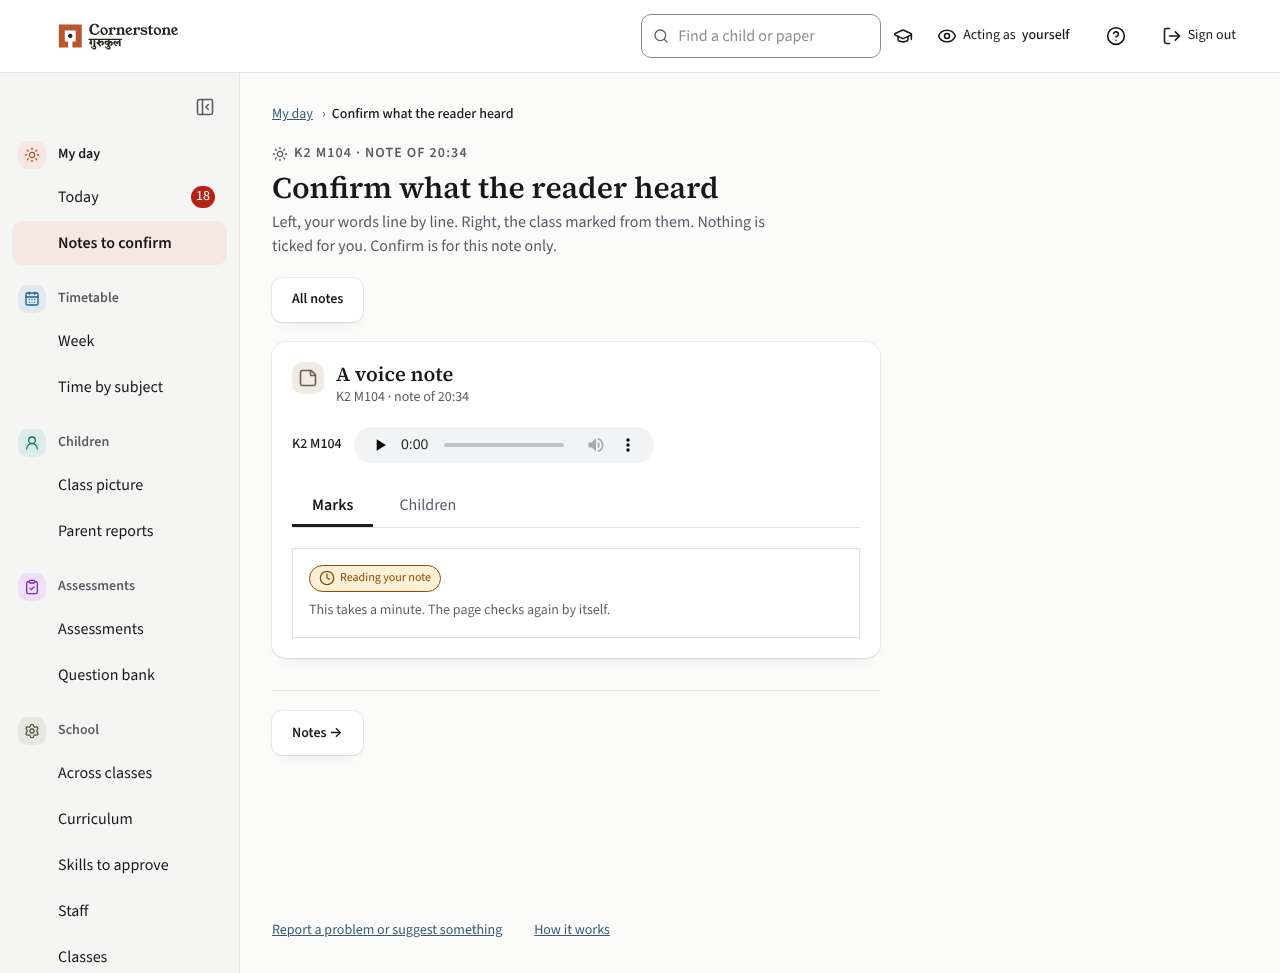 Cornerstone
गुरुकुल
Find a child or paper
Acting as yourself
Sign out
My day
Today 18
Notes to confirm
Timetable
Week
Time by subject
Children
Class picture
Parent reports
Assessments
Assessments
Question bank
School
Across classes
Curriculum
Skills to approve
Staff
Classes
My day › Confirm what the reader heard
K2 M104 · NOTE OF 20:34
Confirm what the reader heard
Left, your words line by line. Right, the class marked from them. Nothing is
ticked for you. Confirm is for this note only.
All notes
A voice note
K2 M104 · note of 20:34
K2 M104 0:00
Marks Children
Reading your note
This takes a minute. The page checks again by itself.
Notes →
Report a problem or suggest something How it works